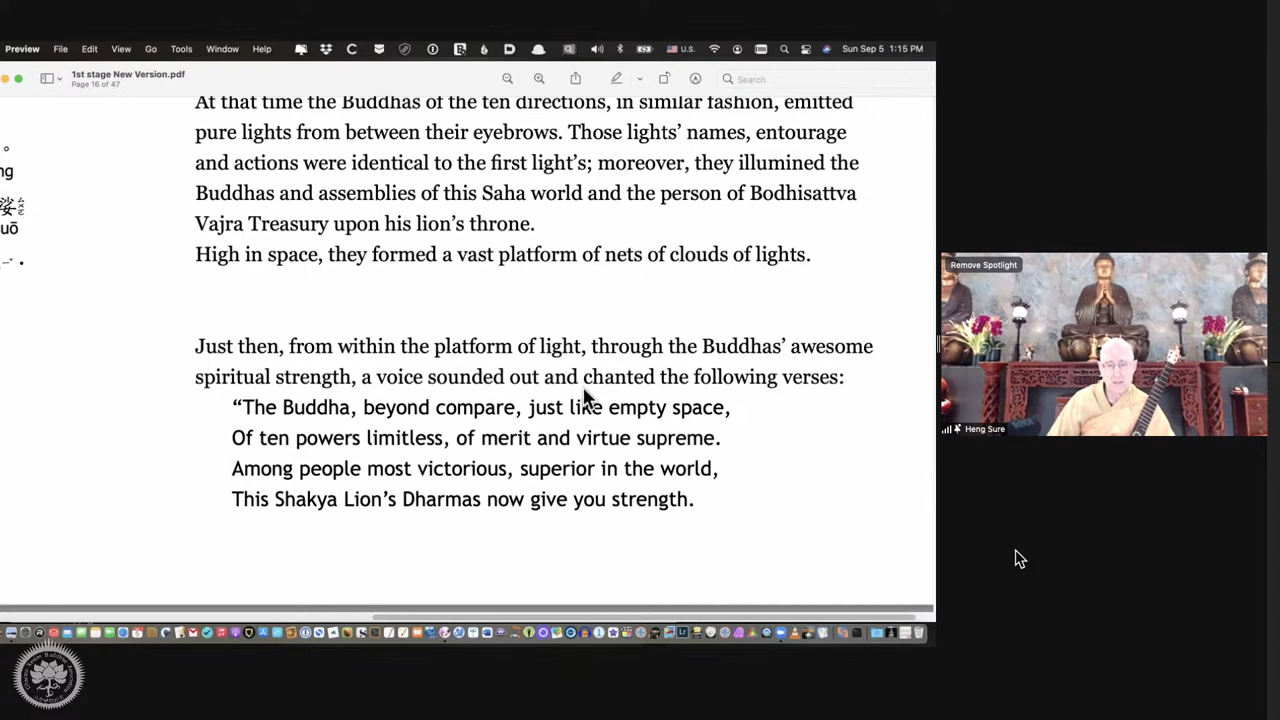 Preview File Edit View Go Tools Window Help
U.S. Sun Sep 5 1:15 PM
1st stage New Version.pdf
Page 16 of 47
Search
At that time the Buddhas of the ten directions, in similar fashion, emitted
pure lights from between their eyebrows. Those lights’ names, entourage
and actions were identical to the first light’s; moreover, they illumined the
Buddhas and assemblies of this Saha world and the person of Bodhisattva
Vajra Treasury upon his lion’s throne.
High in space, they formed a vast platform of nets of clouds of lights.
Just then, from within the platform of light, through the Buddhas’ awesome
spiritual strength, a voice sounded out and chanted the following verses:
“The Buddha, beyond compare, just like empty space,
Of ten powers limitless, of merit and virtue supreme.
Among people most victorious, superior in the world,
This Shakya Lion’s Dharmas now give you strength.
。
ng
娑
suō
Remove Spotlight
Heng Sure